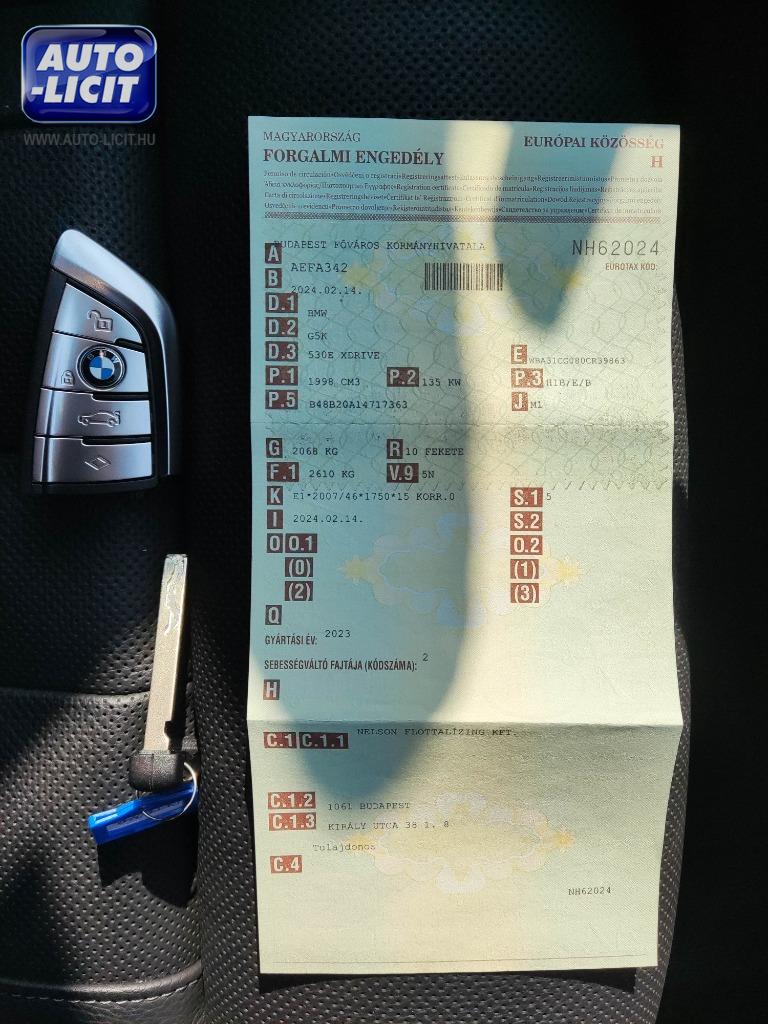 AUTO
-LICIT
WWW.AUTO-LICIT.HU
MAGYARORSZÁG EURÓPAI KÖZÖSSÉG
FORGALMI ENGEDÉLY H
BUDAPEST FŐVÁROS KORMÁNYHIVATALA NH62024
A AEFA342 EUROTAX KÓD:
B 2024.02.14.
D.1 BMW
D.2 G5K
D.3 530E XDRIVE E WBA31CG080CR39863
P.1 1998 CM3 P.2 135 KW P.3 HIB/E/B
P.5 B48B20A14717363 J M1
G 2068 KG R 10 FEKETE
F.1 2610 KG V.9 5N
K E1*2007/46*1750*15 KORR.0 S.1 5
I 2024.02.14. S.2
O O.1 O.2
(0) (1)
(2) (3)
Q
GYÁRTÁSI ÉV: 2023
SEBESSÉGVÁLTÓ FAJTÁJA (KÓDSZÁMA): 2
H
C.1 C.1.1 NELSON FLOTTALÍZING KFT.
C.1.2 1061 BUDAPEST
C.1.3 KIRÁLY UTCA 38 1. 8
Tulajdonos
C.4
NH62024